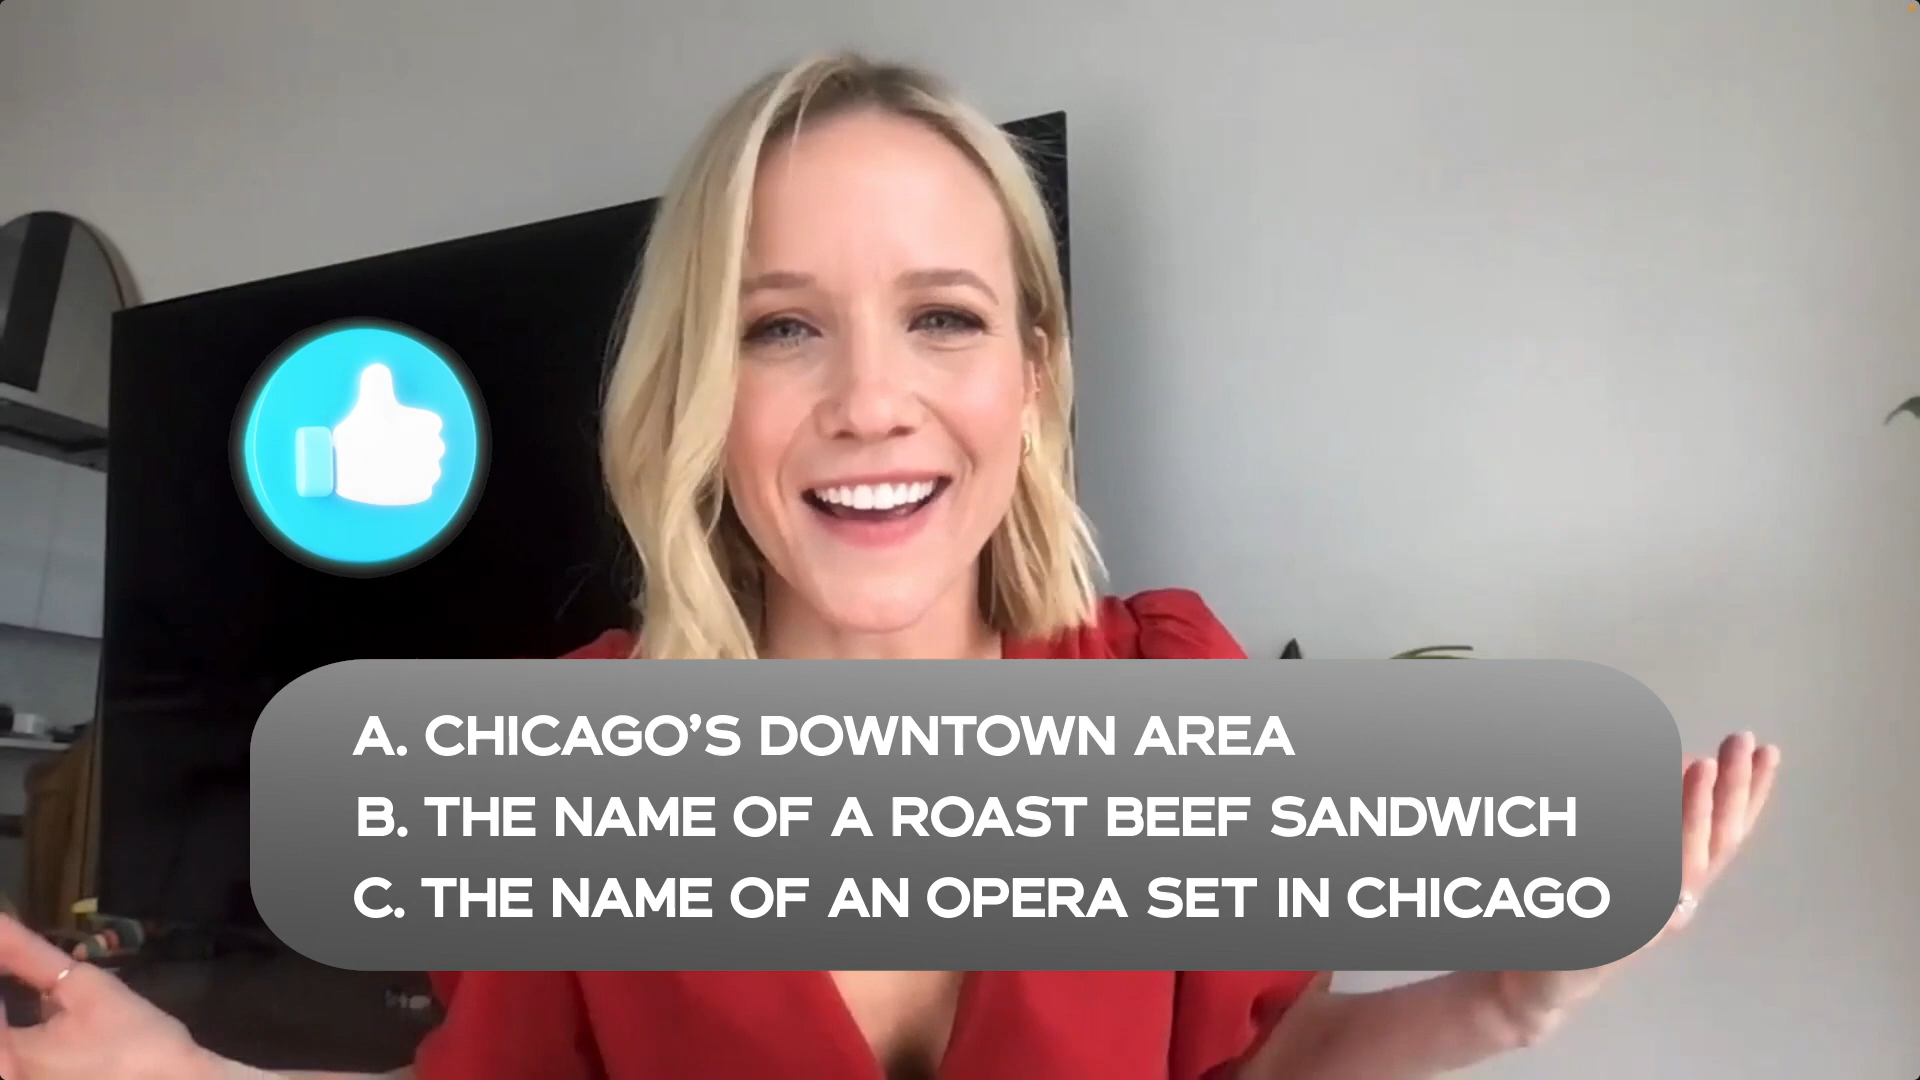 A. CHICAGO'S DOWNTOWN AREA
B. THE NAME OF A ROAST BEEF SANDWICH
C. THE NAME OF AN OPERA SET IN CHICAGO